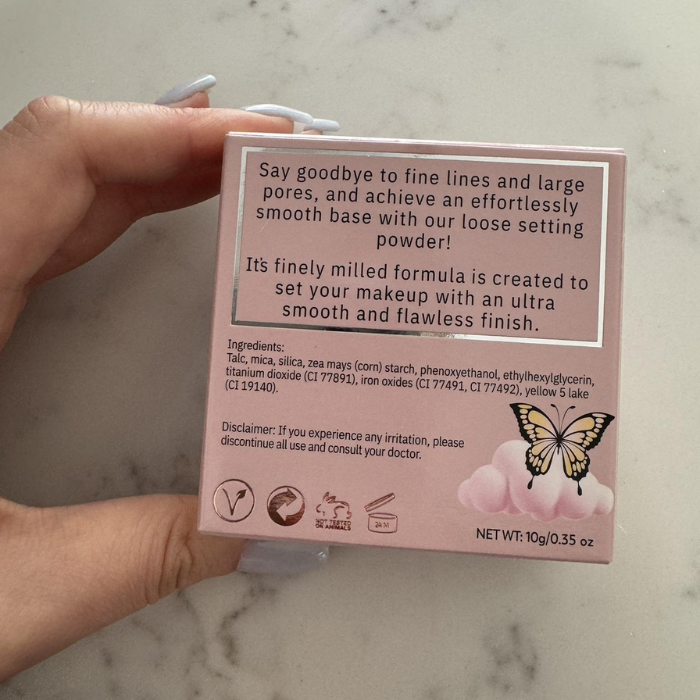 Say goodbye to fine lines and large
pores, and achieve an effortlessly
smooth base with our loose setting
powder!
It's finely milled formula is created to
set your makeup with an ultra
smooth and flawless finish.
Ingredients:
Talc, mica, silica, zea mays (corn) starch, phenoxyethanol, ethylhexylglycerin,
titanium dioxide (CI 77891), iron oxides (CI 77491, CI 77492), yellow 5 lake
(CI 19140).
Disclaimer: If you experience any irritation, please
discontinue all use and consult your doctor.
NOT TESTED
ON ANIMALS
24 M
NET WT: 10g/0.35 oz